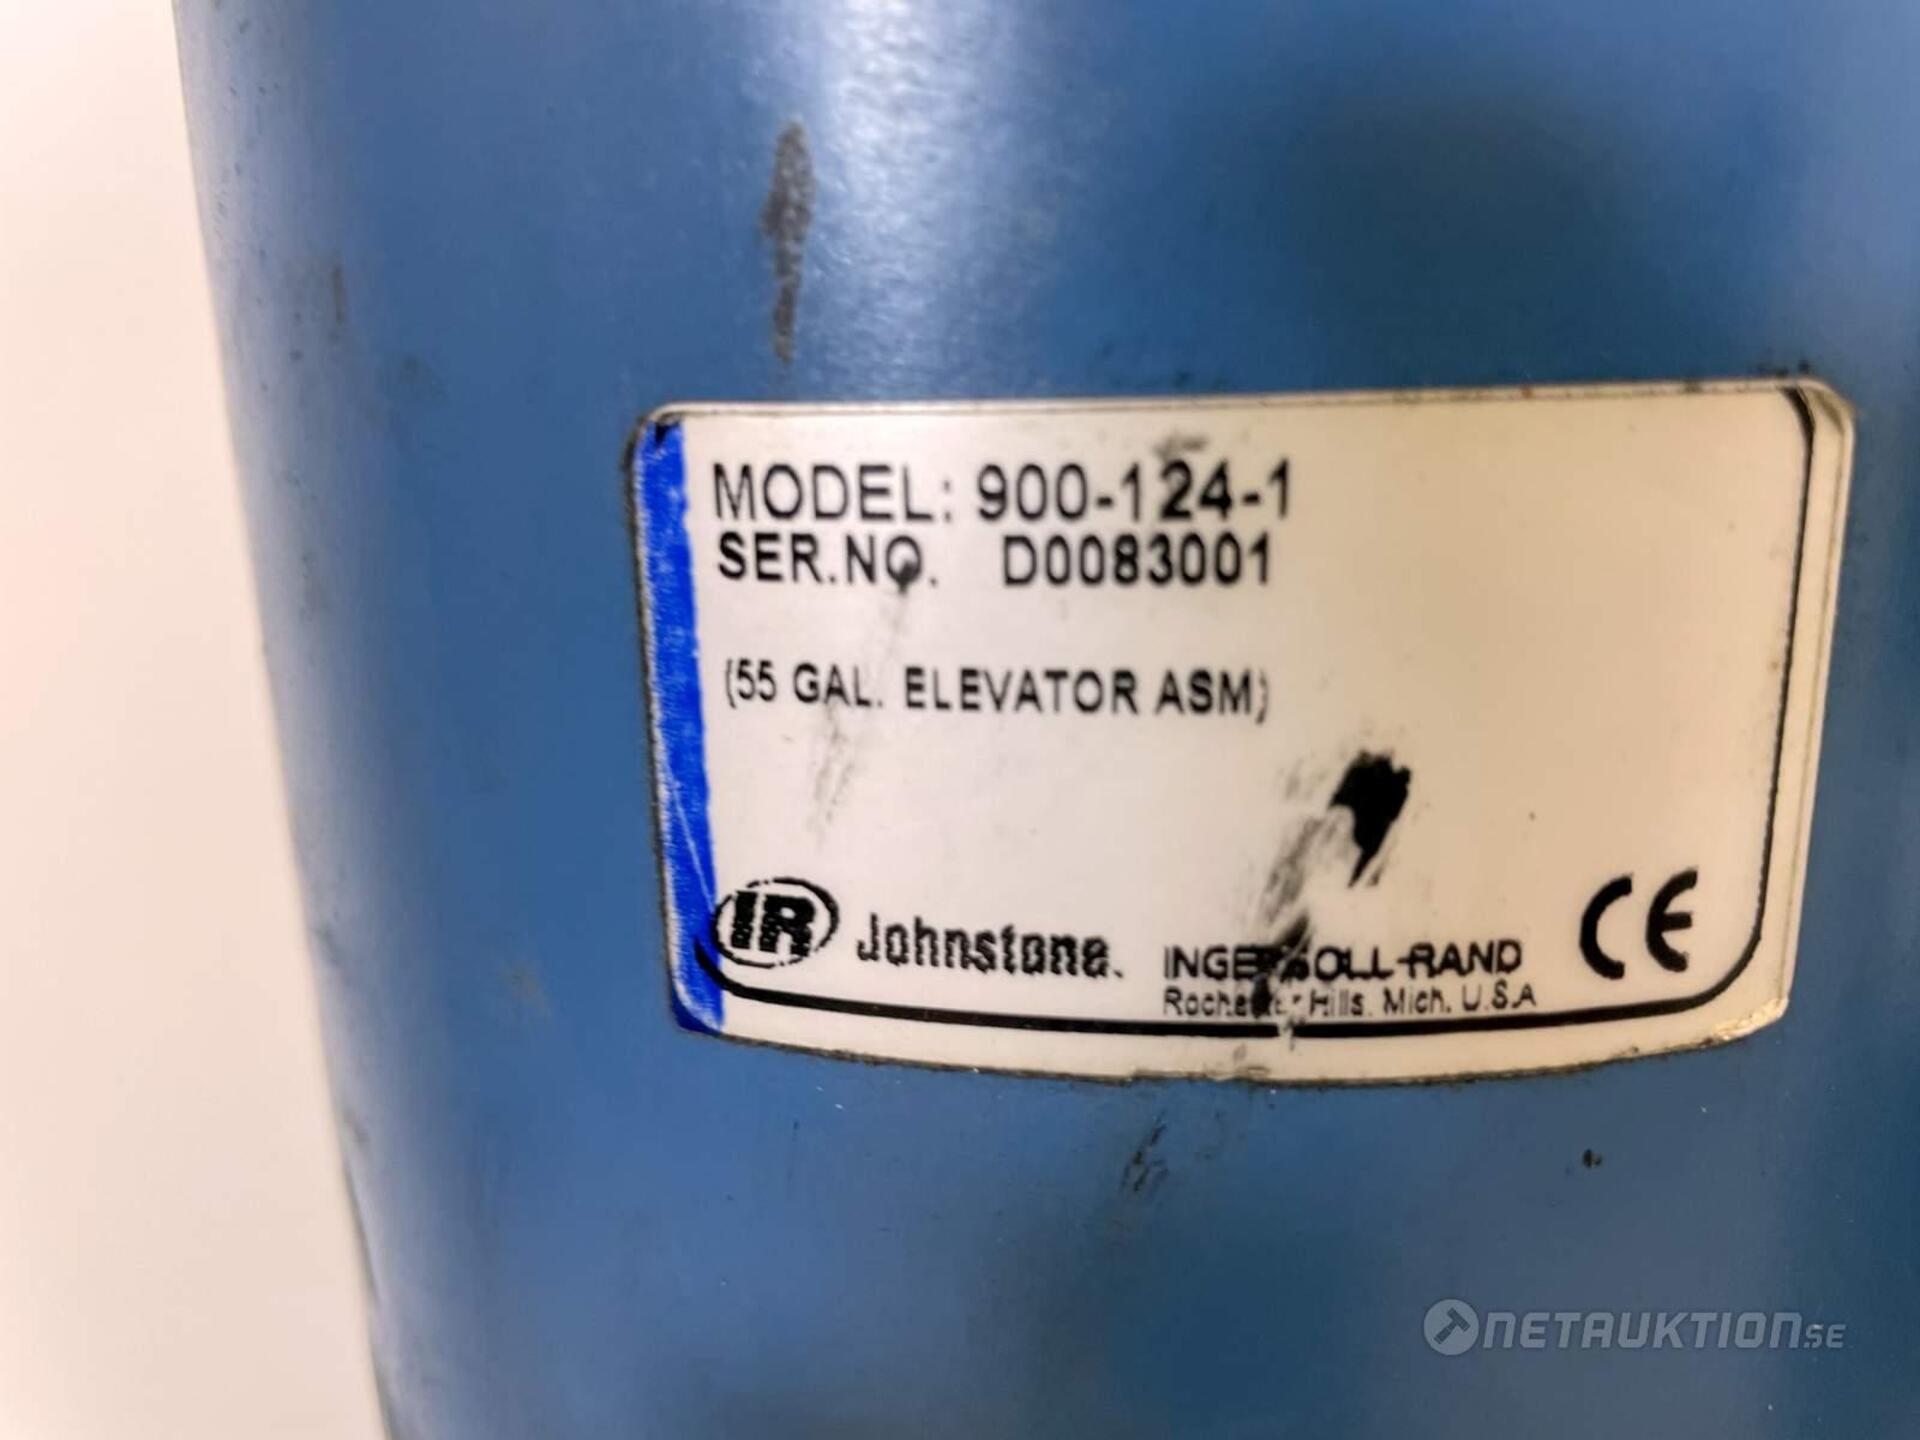 MODEL: 900-124-1
SER.NO. D0083001
(55 GAL. ELEVATOR ASM)
IR Johnstone. INGERSOLL-RAND CE
Rochester Hills, Mich. U.S.A
NETAUKTION.SE